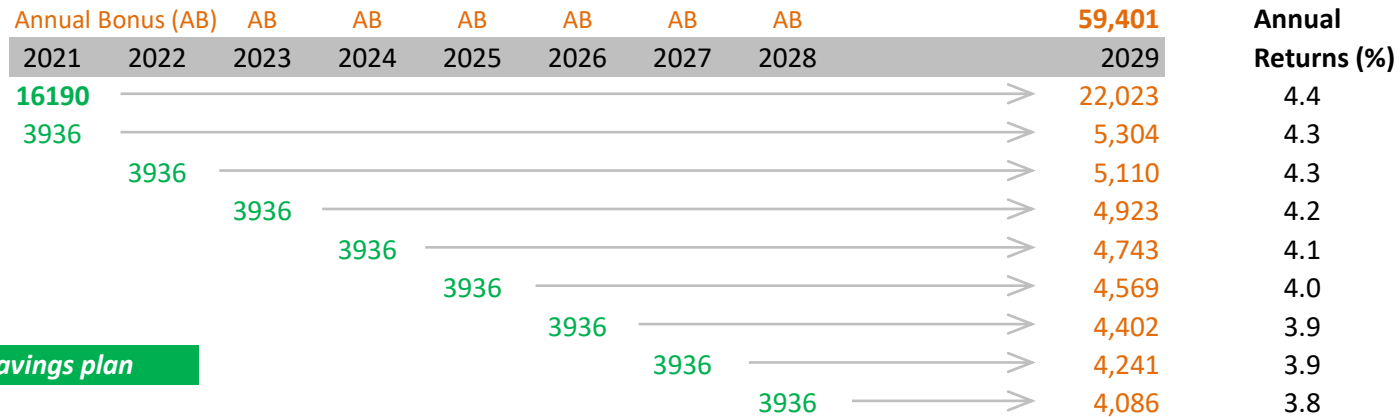 Annual Bonus (AB) AB AB AB AB AB AB 59,401 Annual
2021 2022 2023 2024 2025 2026 2027 2028 2029 Returns (%)
16190 22,023 4.4
3936 5,304 4.3
3936 5,110 4.3
3936 4,923 4.2
3936 4,743 4.1
3936 4,569 4.0
3936 4,402 3.9
avings plan 3936 4,241 3.9
3936 4,086 3.8